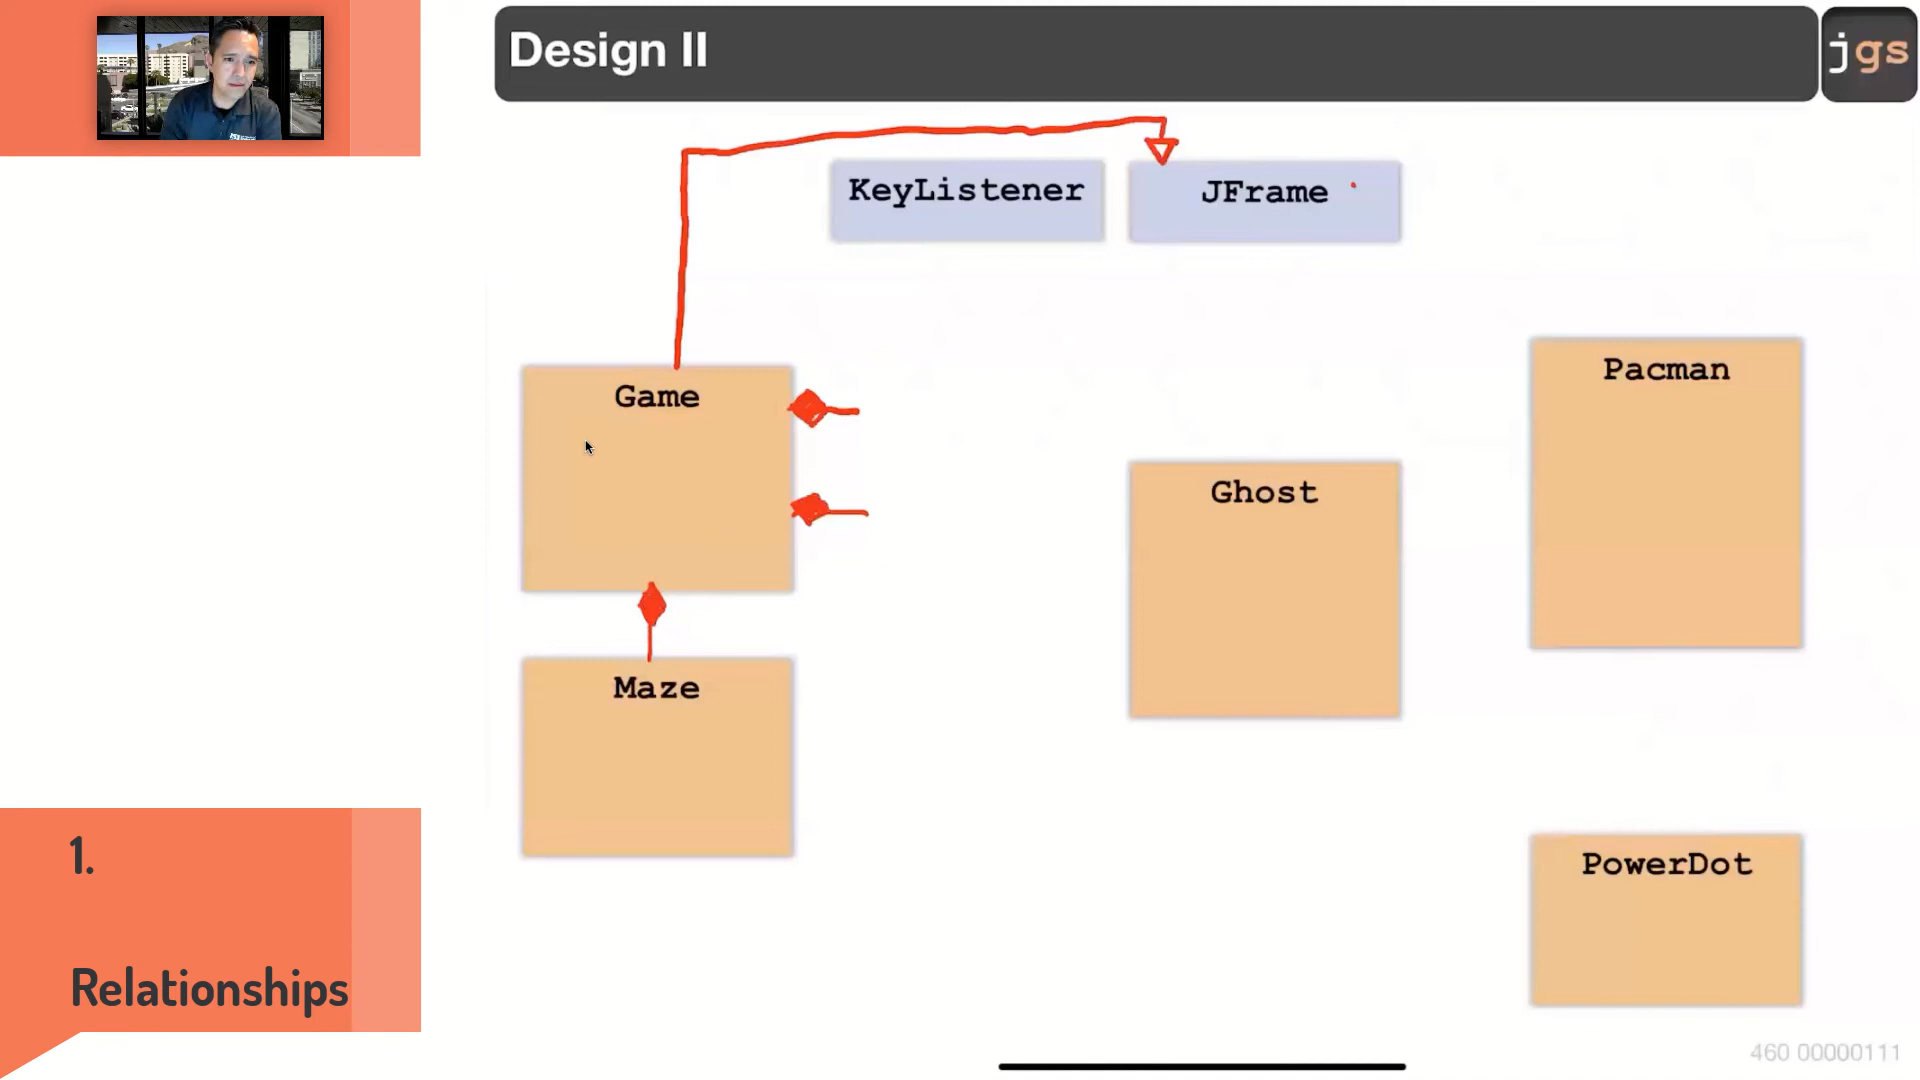 Design II
jgs
KeyListener
JFrame
Game
Pacman
Ghost
Maze
PowerDot
1.
Relationships
460 00000111